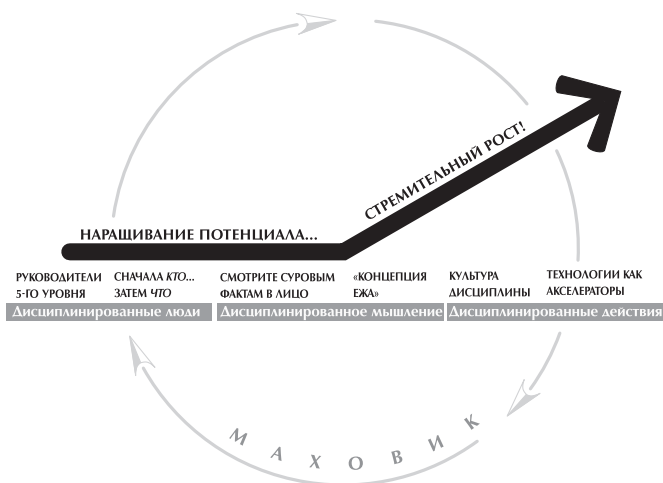 СТРЕМИТЕЛЬНЫЙ РОСТ!
НАРАЩИВАНИЕ ПОТЕНЦИАЛА...
РУКОВОДИТЕЛИ
5-ГО УРОВНЯ
СНАЧАЛА КТО...
ЗАТЕМ ЧТО
СМОТРИТЕ СУРОВЫМ
ФАКТАМ В ЛИЦО
«КОНЦЕПЦИЯ
ЕЖА»
КУЛЬТУРА
ДИСЦИПЛИНЫ
ТЕХНОЛОГИИ КАК
АКСЕЛЕРАТОРЫ
Дисциплинированные люди
Дисциплинированное мышление
Дисциплинированные действия
МАХОВИК